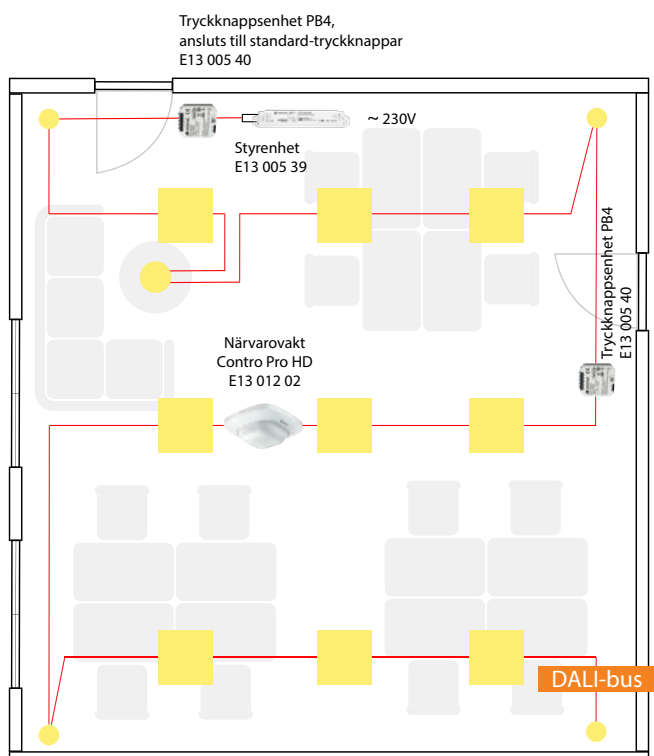 Tryckknappsenhet PB4,
ansluts till standard-tryckknappar
E13 005 40
~ 230V
Styrenhet
E13 005 39
Tryckknappsenhet PB4
E13 005 40
Närvarovakt
Contro Pro HD
E13 012 02
DALI-bus